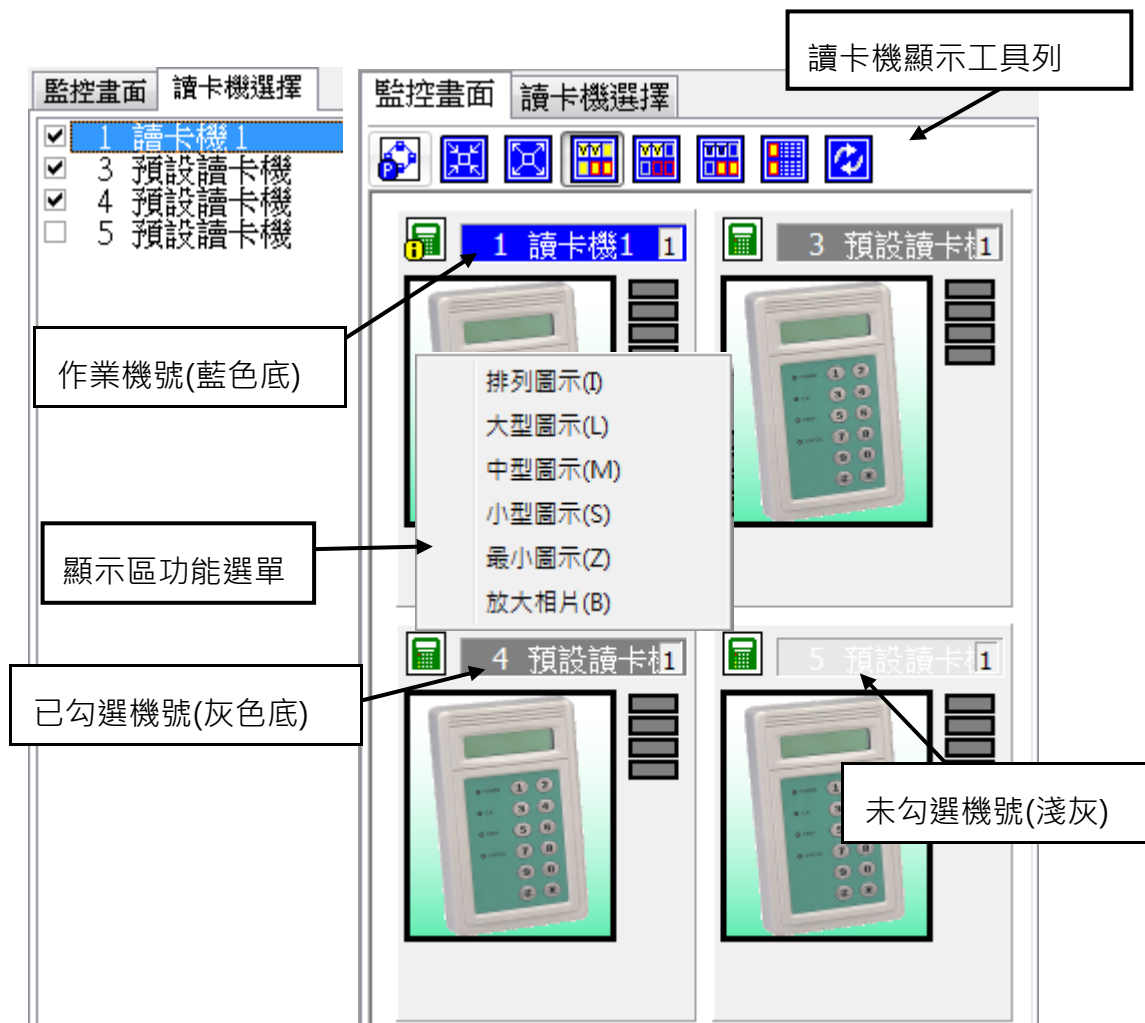 讀卡機顯示工具列
監控畫面 讀卡機選擇
1 讀卡機1
3 預設讀卡機
4 預設讀卡機
5 預設讀卡機
監控畫面 讀卡機選擇
P
1 讀卡機1 1
3 預設讀卡機 1
作業機號(藍色底)
排列圖示(I)
大型圖示(L)
中型圖示(M)
小型圖示(S)
最小圖示(Z)
放大相片(B)
顯示區功能選單
4 預設讀卡機 1
5 預設讀卡機 1
已勾選機號(灰色底)
未勾選機號(淺灰)